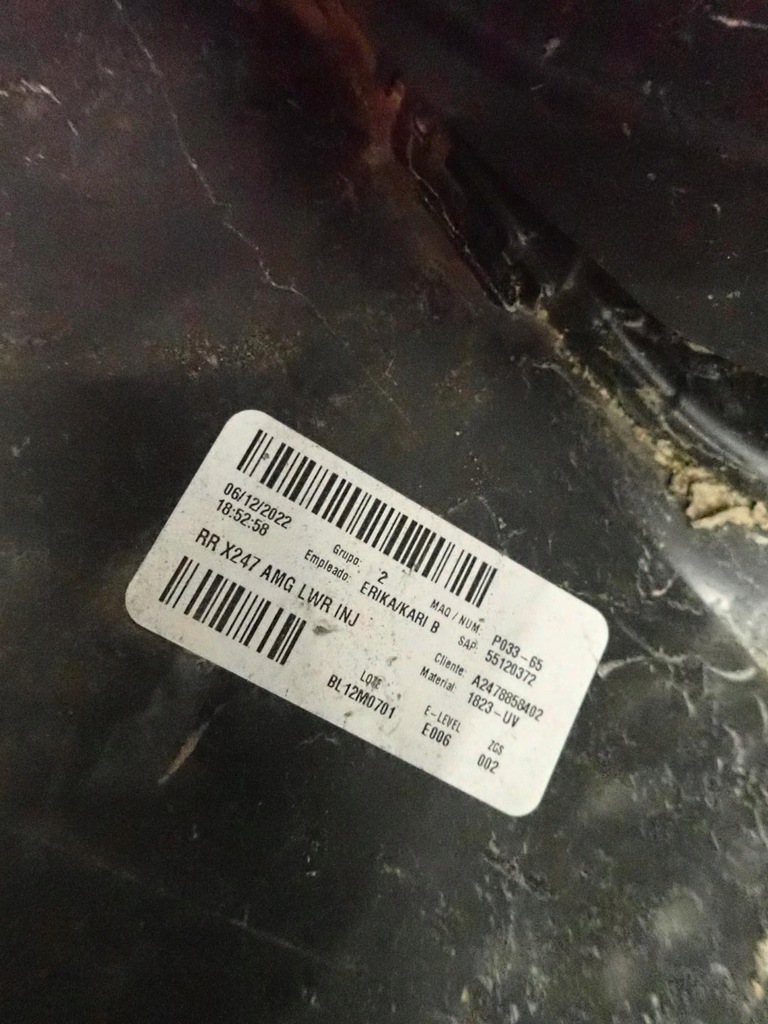 06/12/2022
18:52:58
Grupo: 2
Empleado: ERIKA/KARI B
MAQ / NUM: P033-65
SAP: 55120372
RR X247 AMG LWR INJ
Cliente: A2478858402
Material: 1823-UV
LOTE
BL12M0701
E-LEVEL
E006
ZGS
002